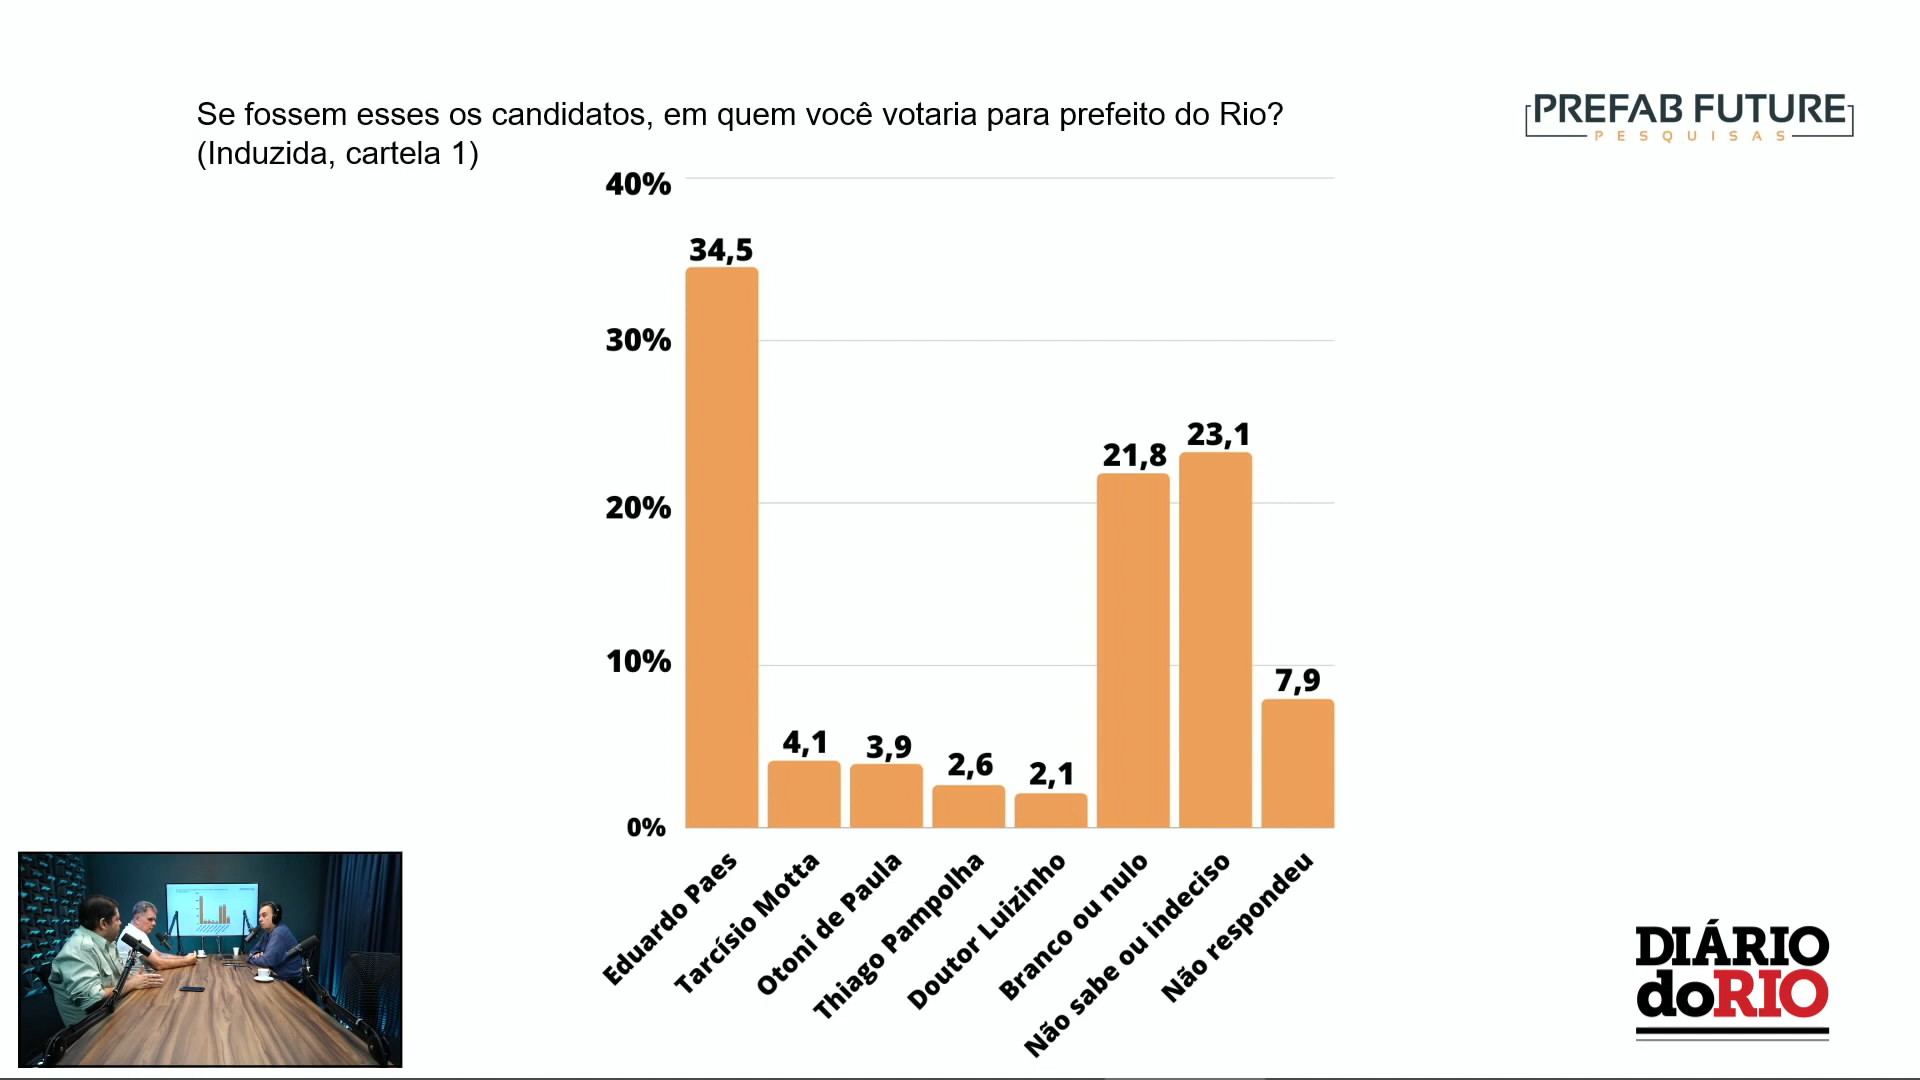 Se fossem esses os candidatos, em quem você votaria para prefeito do Rio?
(Induzida, cartela 1)
PREFAB FUTURE
PESQUISAS
40%
30%
20%
10%
0%
34,5
4,1
3,9
2,6
2,1
21,8
23,1
7,9
Eduardo Paes
Tarcísio Motta
Otoni de Paula
Thiago Pampolha
Doutor Luizinho
Branco ou nulo
Não sabe ou indeciso
Não respondeu
DIÁRIO
doRIO